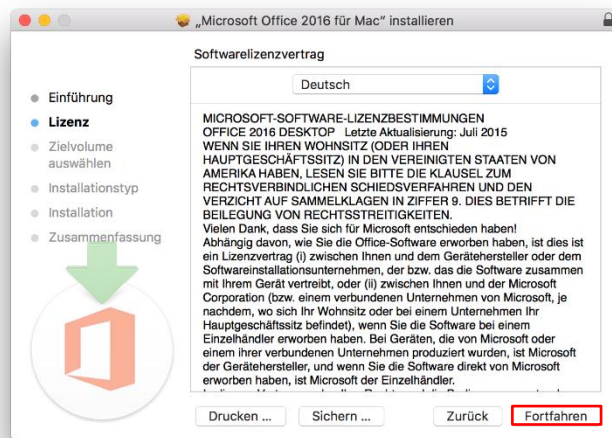 „Microsoft Office 2016 für Mac“ installieren
Softwarelizenzvertrag
Deutsch
Einführung
Lizenz
Zielvolume
auswählen
Installationstyp
Installation
Zusammenfassung
MICROSOFT-SOFTWARE-LIZENZBESTIMMUNGEN
OFFICE 2016 DESKTOP Letzte Aktualisierung: Juli 2015
WENN SIE IHREN WOHNSITZ (ODER IHREN
HAUPTGESCHÄFTSSITZ) IN DEN VEREINIGTEN STAATEN VON
AMERIKA HABEN, LESEN SIE BITTE DIE KLAUSEL ZUM
RECHTSVERBINDLICHEN SCHIEDSVERFAHREN UND DEN
VERZICHT AUF SAMMELKLAGEN IN ZIFFER 9. DIES BETRIFFT DIE
BEILEGUNG VON RECHTSSTREITIGKEITEN.
Vielen Dank, dass Sie sich für Microsoft entschieden haben!
Abhängig davon, wie Sie die Office-Software erworben haben, ist dies ist
ein Lizenzvertrag (i) zwischen Ihnen und dem Gerätehersteller oder dem
Softwareinstallationsunternehmen, der bzw. das die Software zusammen
mit Ihrem Gerät vertreibt, oder (ii) zwischen Ihnen und der Microsoft
Corporation (bzw. einem verbundenen Unternehmen von Microsoft, je
nachdem, wo sich Ihr Wohnsitz oder bei einem Unternehmen Ihr
Hauptgeschäftssitz befindet), wenn Sie die Software bei einem
Einzelhändler erworben haben. Bei Geräten, die von Microsoft oder
einem ihrer verbundenen Unternehmen produziert wurden, ist Microsoft
der Gerätehersteller, und wenn Sie die Software direkt von Microsoft
erworben haben, ist Microsoft der Einzelhändler.
Drucken ...
Sichern ...
Zurück
Fortfahren